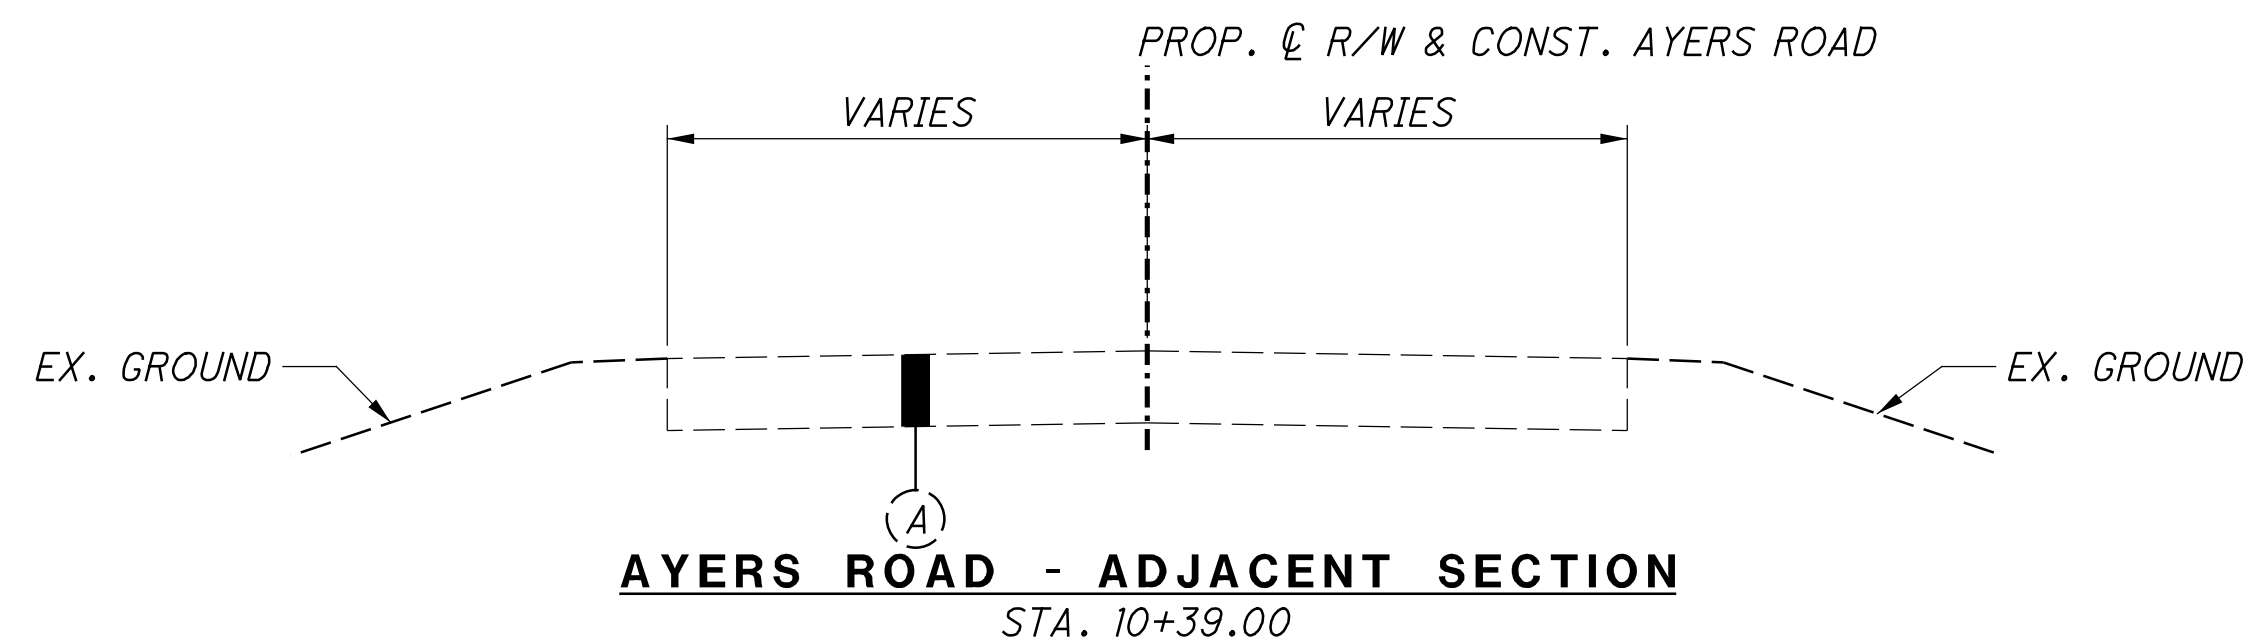 PROP. ℄ R/W & CONST. AYERS ROAD
VARIES
VARIES
EX. GROUND
EX. GROUND
A
AYERS ROAD - ADJACENT SECTION
STA. 10+39.00